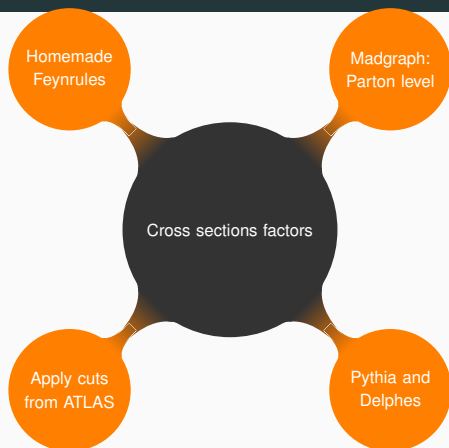 Homemade
Feynrules
Madgraph:
Parton level
Cross sections factors
Apply cuts
from ATLAS
Pythia and
Delphes